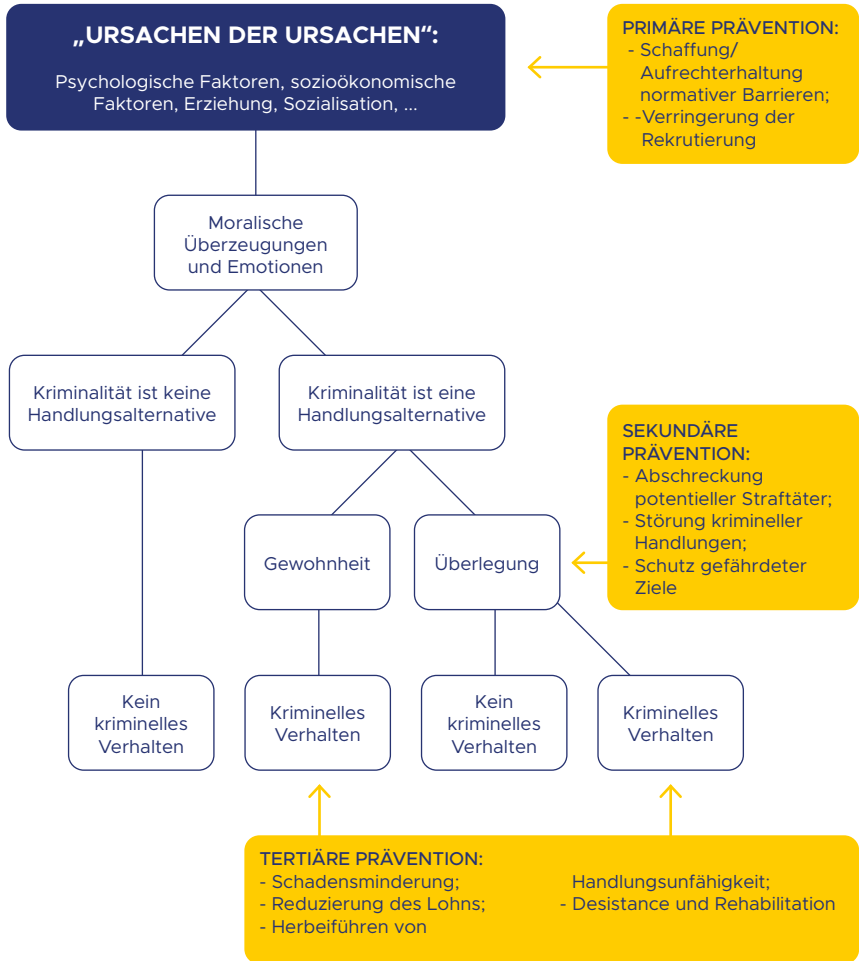 „URSACHEN DER URSACHEN“:
Psychologische Faktoren, sozioökonomische
Faktoren, Erziehung, Sozialisation, ...
PRIMÄRE PRÄVENTION:
- Schaffung/
Aufrechterhaltung
normativer Barrieren;
- -Verringerung der
Rekrutierung
Moralische
Überzeugungen
und Emotionen
Kriminalität ist keine
Handlungsalternative
Kriminalität ist eine
Handlungsalternative
SEKUNDÄRE
PRÄVENTION:
- Abschreckung
potentieller Straftäter;
- Störung krimineller
Handlungen;
- Schutz gefährdeter
Ziele
Gewohnheit
Überlegung
Kein
kriminelles
Verhalten
Kriminelles
Verhalten
Kein
kriminelles
Verhalten
Kriminelles
Verhalten
TERTIÄRE PRÄVENTION:
- Schadensminderung;
- Reduzierung des Lohns;
- Herbeiführen von
Handlungsunfähigkeit;
- Desistance und Rehabilitation